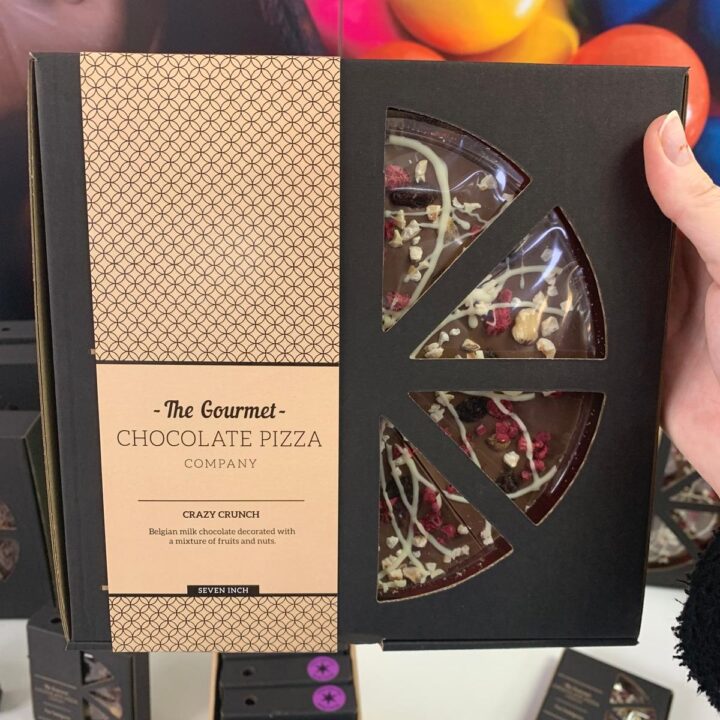 - The Gourmet -
CHOCOLATE PIZZA
COMPANY
CRAZY CRUNCH
Belgian milk chocolate decorated with
a mixture of fruits and nuts.
SEVEN INCH